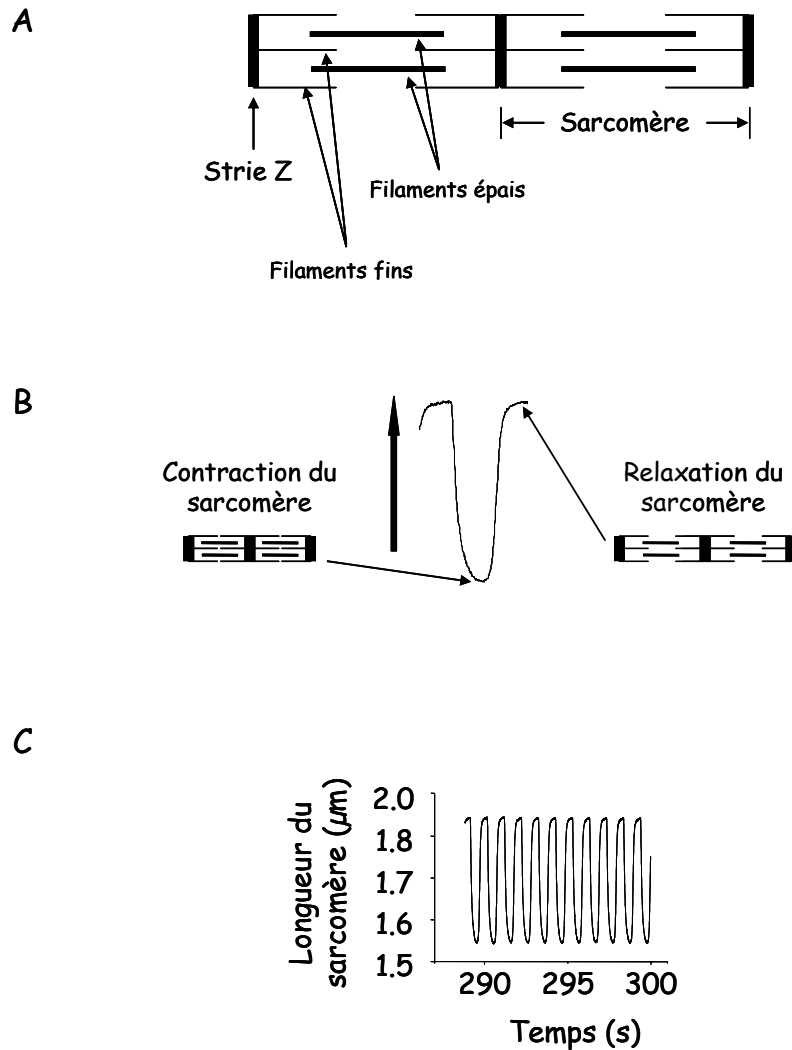 A
Sarcomère
Strie Z
Filaments épais
Filaments fins
B
Contraction du
sarcomère
Relaxation du
sarcomère
C
Longueur du
sarcomère (µm)
2.0
1.8
1.7
1.6
1.5
290 295 300
Temps (s)